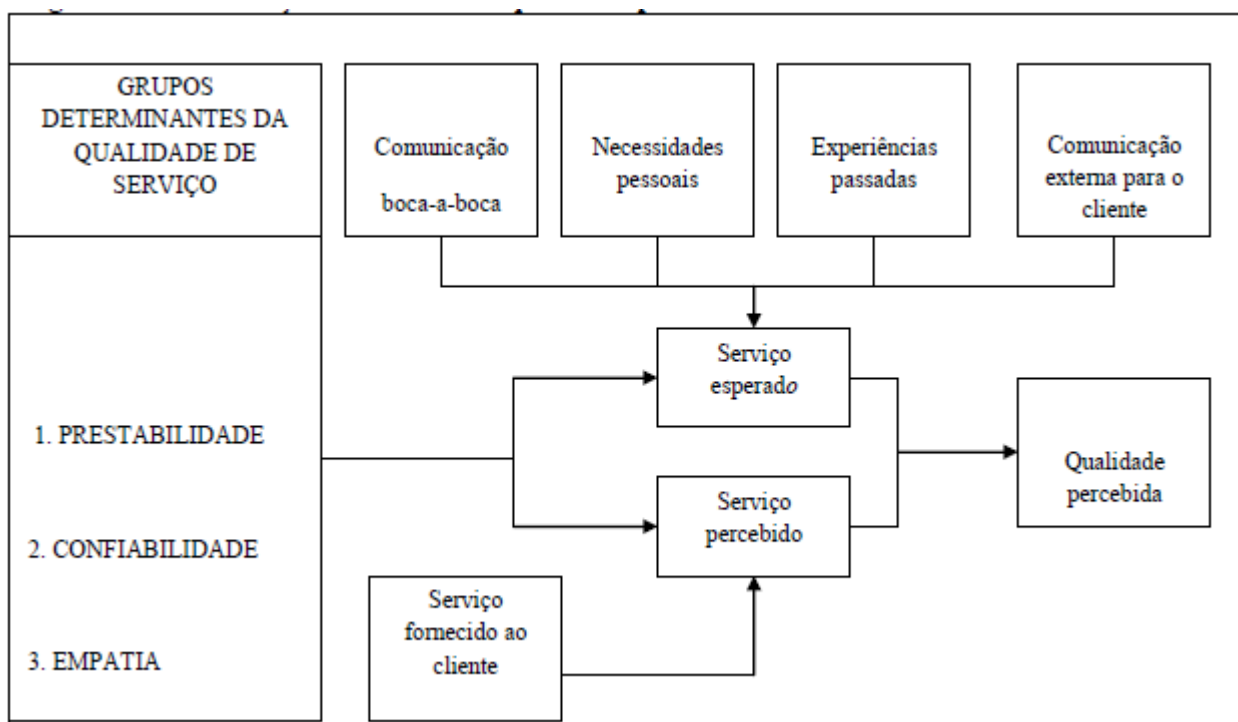 GRUPOS
DETERMINANTES DA
QUALIDADE DE
SERVIÇO
Comunicação
boca-a-boca
Necessidades
pessoais
Experiências
passadas
Comunicação
externa para o
cliente
Serviço
esperado
1. PRESTABILIDADE
Qualidade
percebida
Serviço
percebido
2. CONFIABILIDADE
Serviço
fornecido ao
cliente
3. EMPATIA